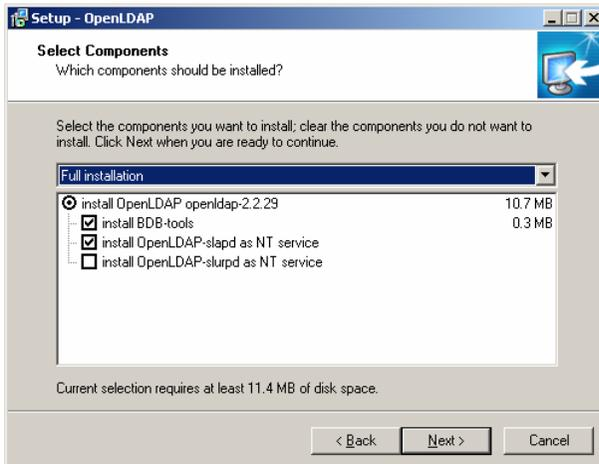 Setup - OpenLDAP
Select Components
Which components should be installed?
Select the components you want to install; clear the components you do not want to
install. Click Next when you are ready to continue.
Full installation
install OpenLDAP openldap-2.2.29 10.7 MB
install BDB-tools 0.3 MB
install OpenLDAP-slapd as NT service
install OpenLDAP-slurpd as NT service
Current selection requires at least 11.4 MB of disk space.
< Back Next > Cancel